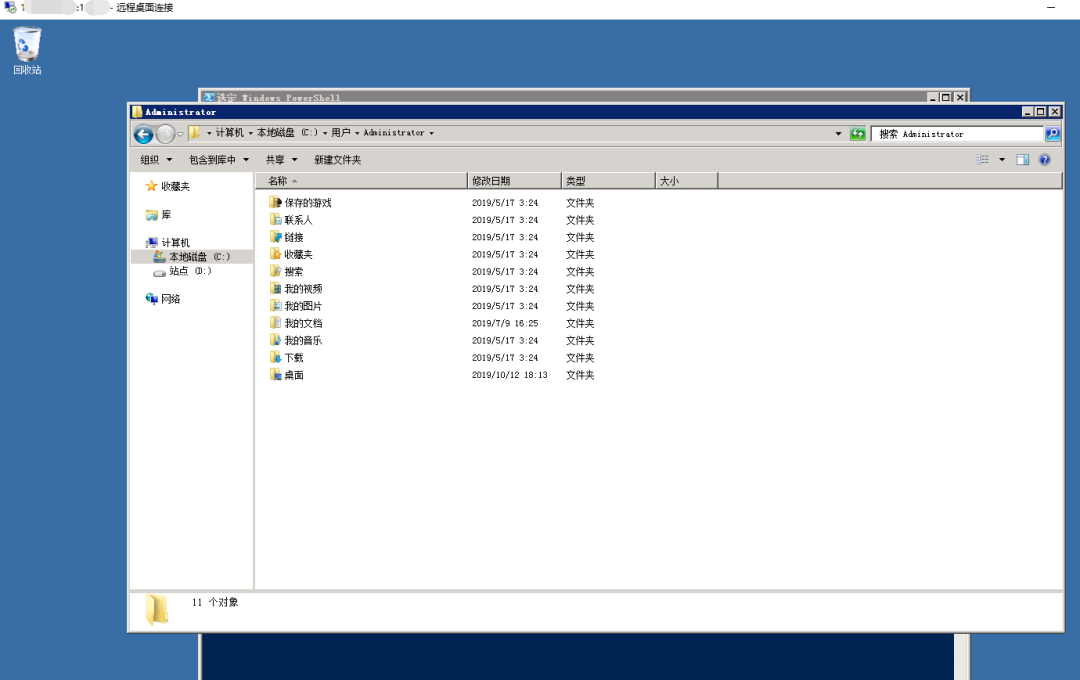 :1 - 远程桌面连接
回收站
选定 Windows PowerShell
Administrator
计算机 本地磁盘 (C:) 用户 Administrator
搜索 Administrator
组织 包含到库中 共享 新建文件夹
收藏夹
库
计算机
本地磁盘 (C:)
站点 (D:)
网络
名称 修改日期 类型 大小
保存的游戏 2019/5/17 3:24 文件夹
联系人 2019/5/17 3:24 文件夹
链接 2019/5/17 3:24 文件夹
收藏夹 2019/5/17 3:24 文件夹
搜索 2019/5/17 3:24 文件夹
我的视频 2019/5/17 3:24 文件夹
我的图片 2019/5/17 3:24 文件夹
我的文档 2019/7/9 16:25 文件夹
我的音乐 2019/5/17 3:24 文件夹
下载 2019/5/17 3:24 文件夹
桌面 2019/10/12 18:13 文件夹
11 个对象